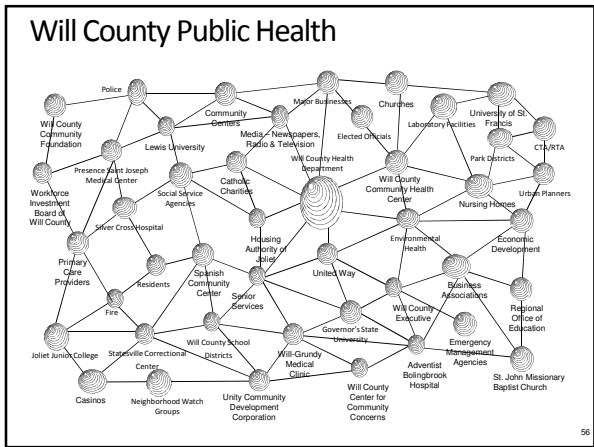 Will County Public Health
Police
Will County
Community
Foundation
Community
Centers
Major Businesses
Churches
Media – Newspapers,
Radio & Television
Elected Officials
Laboratory Facilities
University of St.
Francis
Lewis University
CTA/RTA
Park Districts
Presence Saint Joseph
Medical Center
Will County Health
Department
Workforce
Investment
Board of
Will County
Social Service
Agencies
Catholic
Charities
Will County
Community Health
Center
Nursing Homes
Urban Planners
Silver Cross Hospital
Housing
Authority of
Joliet
Environmental
Health
Economic
Development
Primary
Care
Providers
Residents
Spanish
Community
Center
Senior
Services
United Way
Business
Associations
Fire
Will County
Executive
Regional
Office of
Education
Joliet Junior College
Statesville Correctional
Center
Will County School
Districts
Will-Grundy
Medical
Clinic
Governor's State
University
Emergency
Management
Agencies
Adventist
Bolingbrook
Hospital
St. John Missionary
Baptist Church
Casinos
Neighborhood Watch
Groups
Unity Community
Development
Corporation
Will County
Center for
Community
Concerns
56